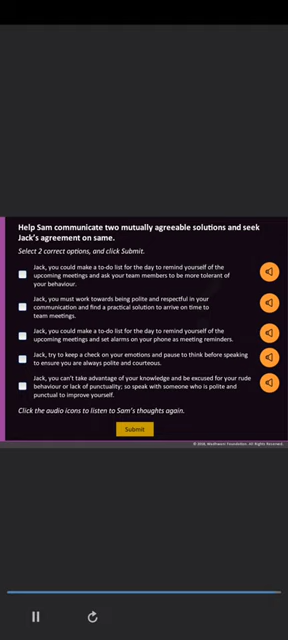 Help Sam communicate two mutually agreeable solutions and seek
Jack's agreement on same.
Select 2 correct options, and click Submit.
Jack, you could make a to-do list for the day to remind yourself of the
upcoming meetings and ask your team members to be more tolerant of
your behaviour.
Jack, you must work towards being polite and respectful in your
communication and find a practical solution to arrive on time to
team meetings.
Jack, you could make a to-do list for the day to remind yourself of the
upcoming meetings and set alarms on your phone as meeting reminders.
Jack, try to keep a check on your emotions and pause to think before speaking
to ensure you are always polite and courteous.
Jack, you can't take advantage of your knowledge and be excused for your rude
behaviour or lack of punctuality; so speak with someone who is polite and
punctual to improve yourself.
Click the audio icons to listen to Sam's thoughts again.
Submit
© 2018, Wadhwani Foundation. All Rights Reserved.